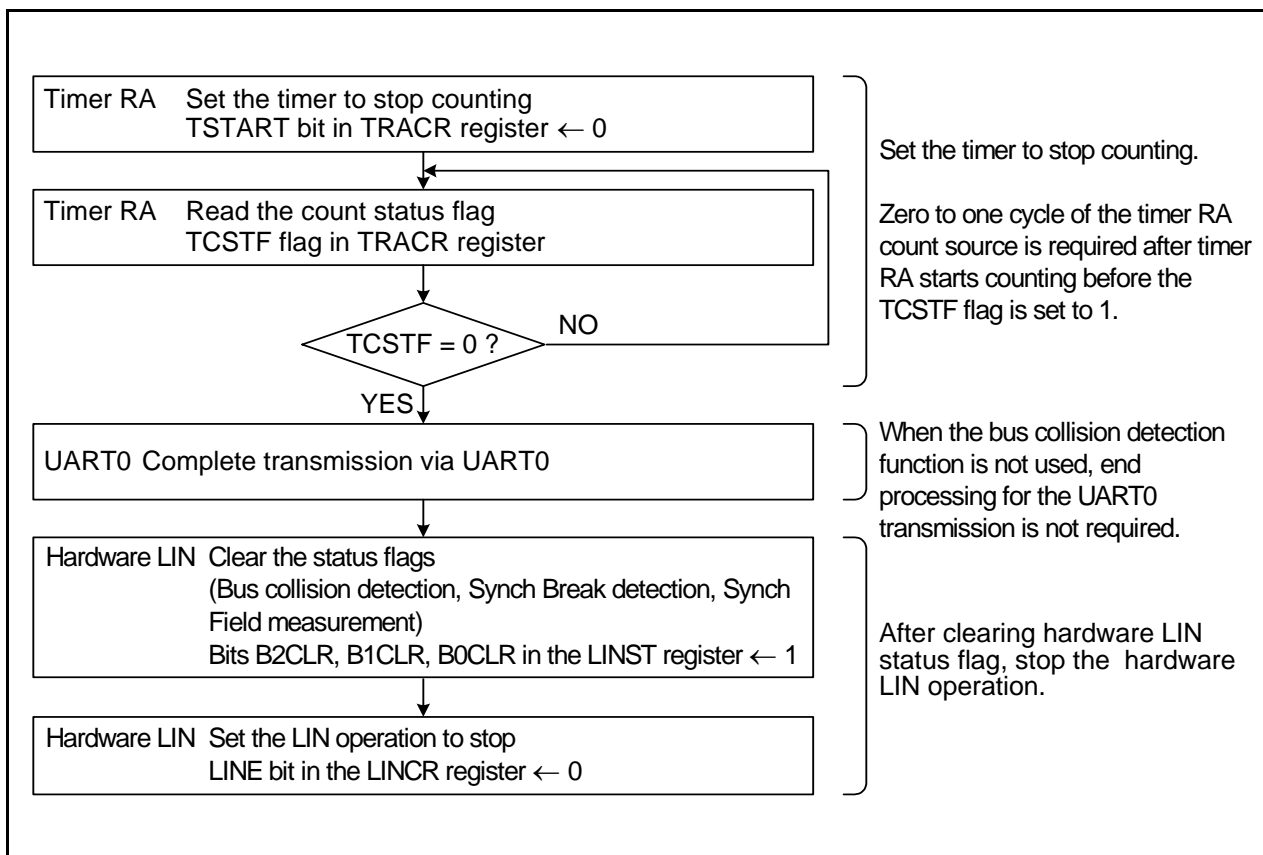 Timer RA Set the timer to stop counting
TSTART bit in TRACR register ← 0
Timer RA Read the count status flag
TCSTF flag in TRACR register
TCSTF = 0 ?
NO
YES
Set the timer to stop counting.
Zero to one cycle of the timer RA
count source is required after timer
RA starts counting before the
TCSTF flag is set to 1.
UART0 Complete transmission via UART0
When the bus collision detection
function is not used, end
processing for the UART0
transmission is not required.
Hardware LIN Clear the status flags
(Bus collision detection, Synch Break detection, Synch
Field measurement)
Bits B2CLR, B1CLR, B0CLR in the LINST register ← 1
Hardware LIN Set the LIN operation to stop
LINE bit in the LINCR register ← 0
After clearing hardware LIN
status flag, stop the hardware
LIN operation.